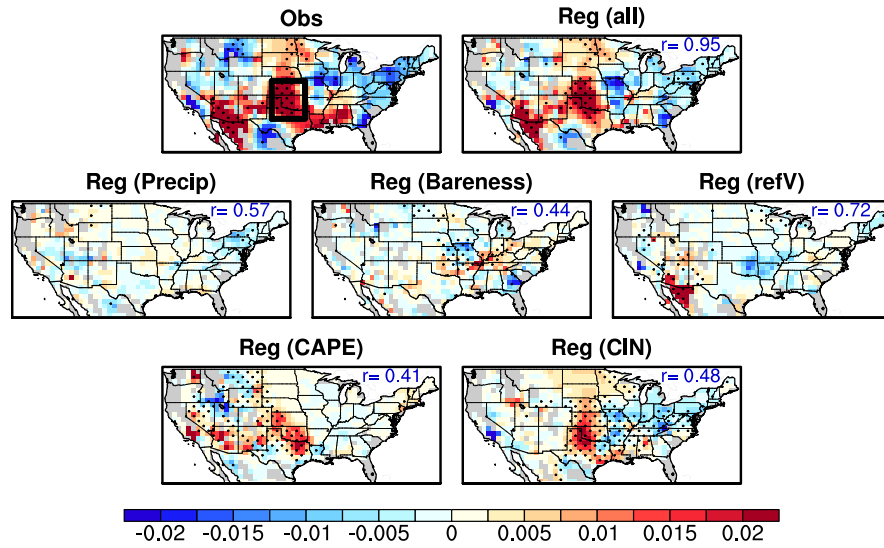 Obs
Reg (all)
r= 0.95
Reg (Precip)
Reg (Bareness)
Reg (refV)
r= 0.57
r= 0.44
r= 0.72
Reg (CAPE)
Reg (CIN)
r= 0.41
r= 0.48
-0.02 -0.015 -0.01 -0.005 0 0.005 0.01 0.015 0.02